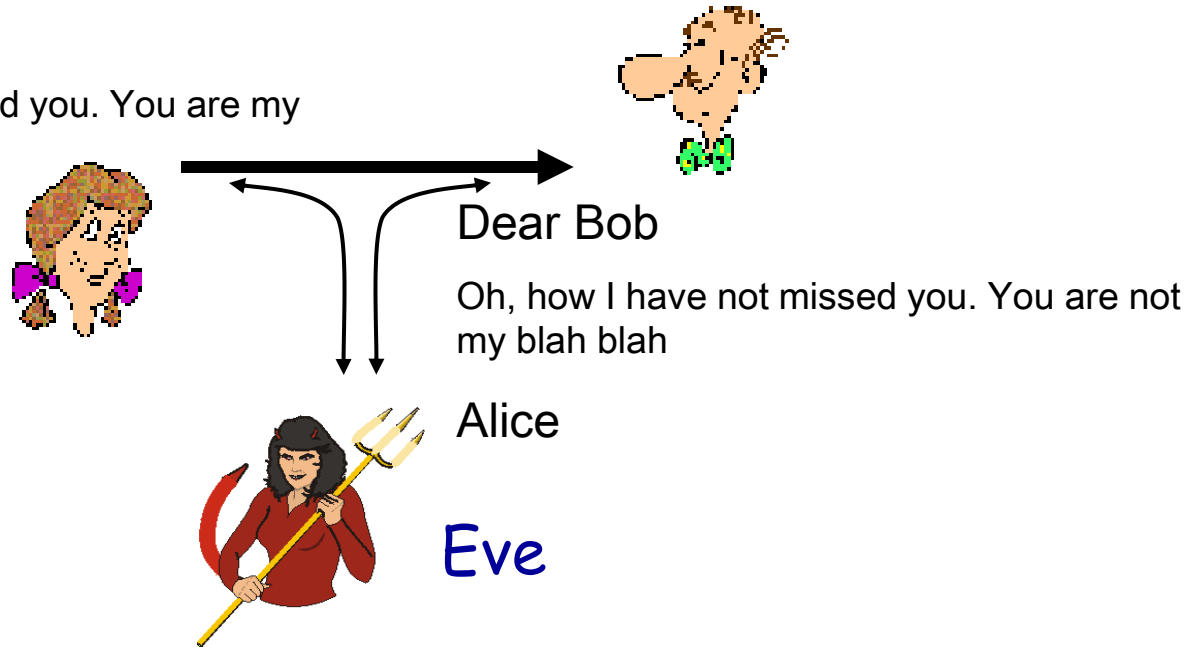 d you. You are my
Dear Bob
Oh, how I have not missed you. You are not
my blah blah
Alice
Eve